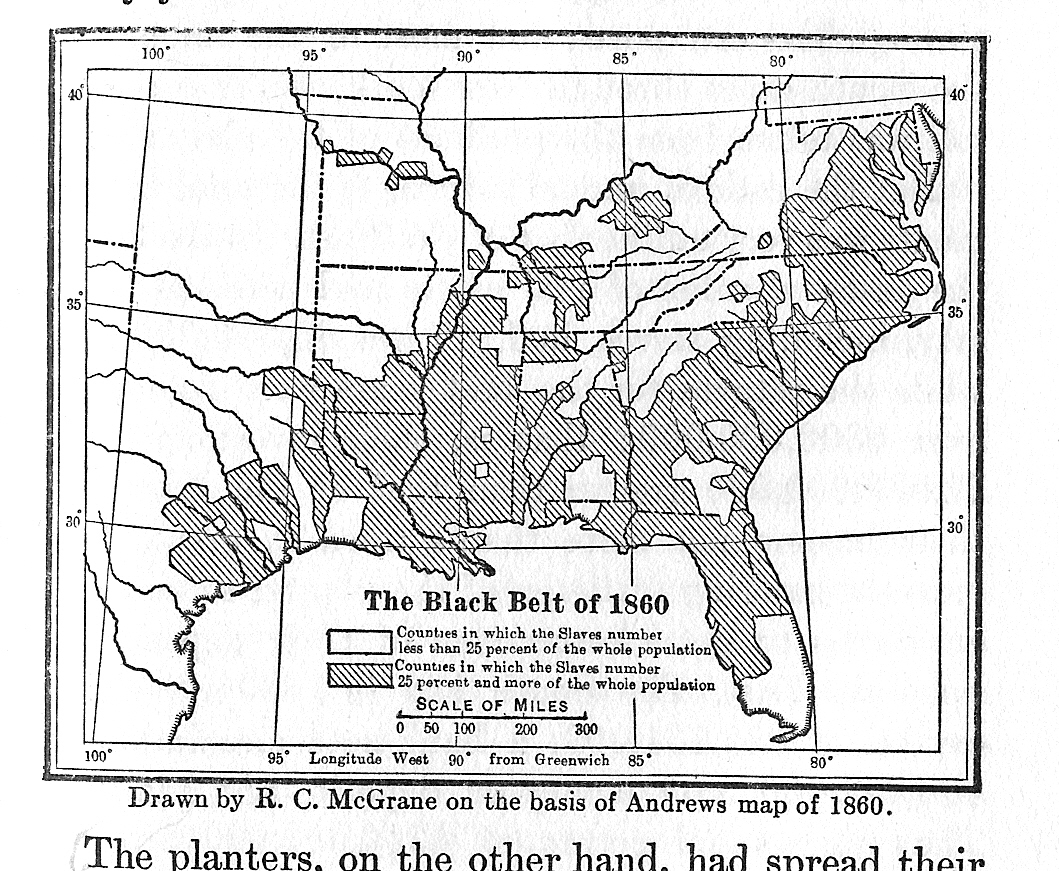 100° 95° 90° 85° 80°
40° 40°
35° 35°
30° 30°
The Black Belt of 1860
Counties in which the Slaves number
less than 25 percent of the whole population
Counties in which the Slaves number
25 percent and more of the whole population
SCALE OF MILES
0 50 100 200 300
100° 95° Longitude West 90° from Greenwich 85° 80°
Drawn by R. C. McGrane on the basis of Andrews map of 1860.
The planters, on the other hand, had spread their